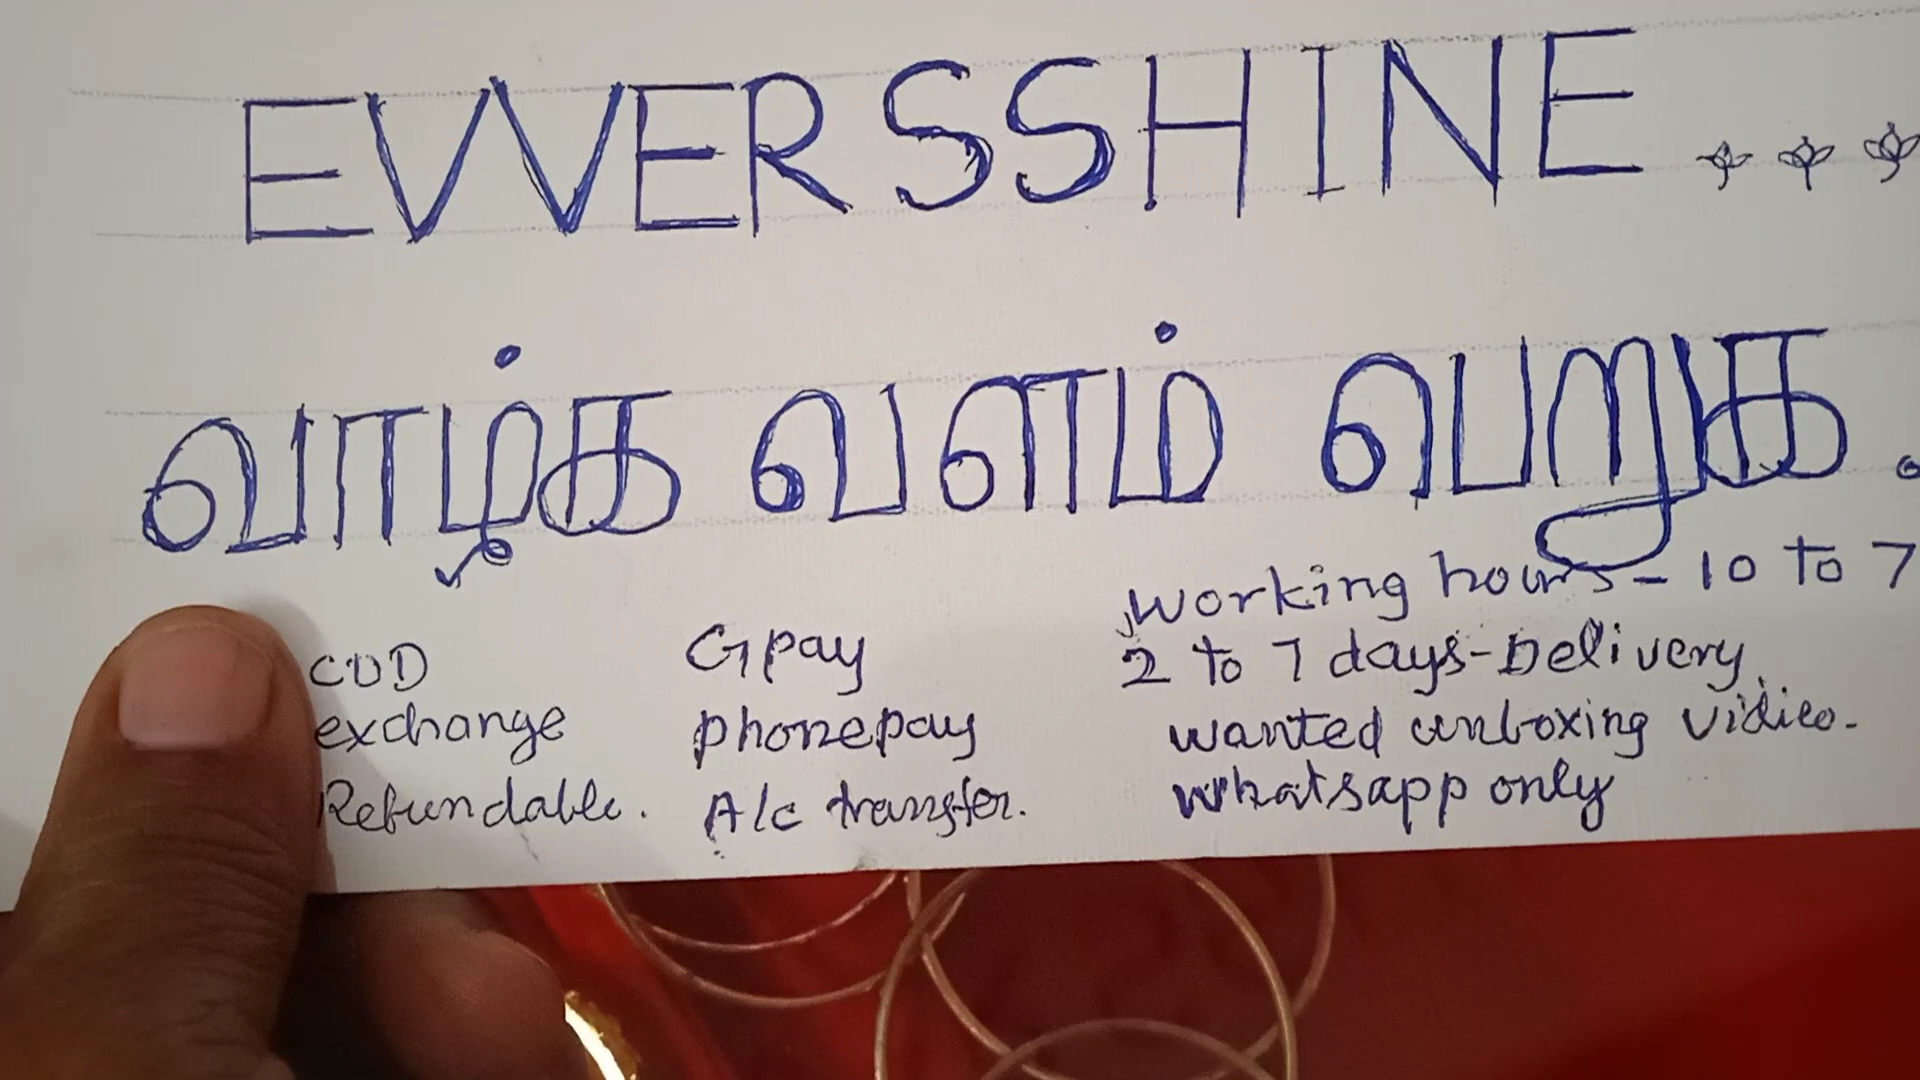 EVVERSSHINE...
வாழ்க வளம் பெறுக.
Working hours - 10 to 7
COD Gpay 2 to 7 days - Delivery
exchange phonepay wanted unboxing vidieo.
Refundable. A/c transfer. Whatsapp only